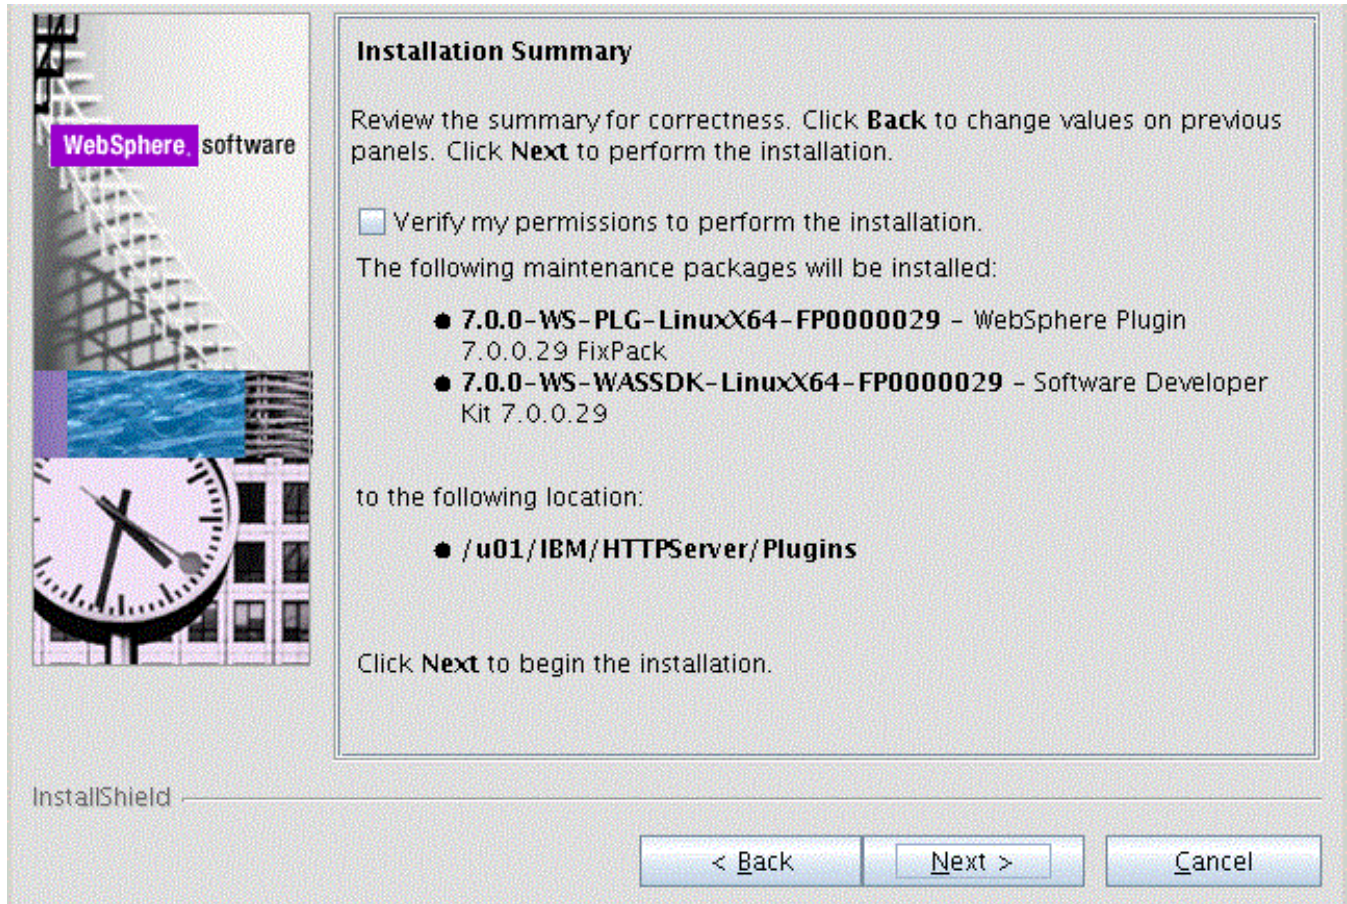 WebSphere. software
Installation Summary
Review the summary for correctness. Click Back to change values on previous
panels. Click Next to perform the installation.
Verify my permissions to perform the installation.
The following maintenance packages will be installed:
● 7.0.0-WS-PLG-LinuxX64-FP0000029 – WebSphere Plugin
7.0.0.29 FixPack
● 7.0.0-WS-WASSDK-LinuxX64-FP0000029 – Software Developer
Kit 7.0.0.29
to the following location:
● /u01/IBM/HTTPServer/Plugins
Click Next to begin the installation.
InstallShield
< Back
Next >
Cancel